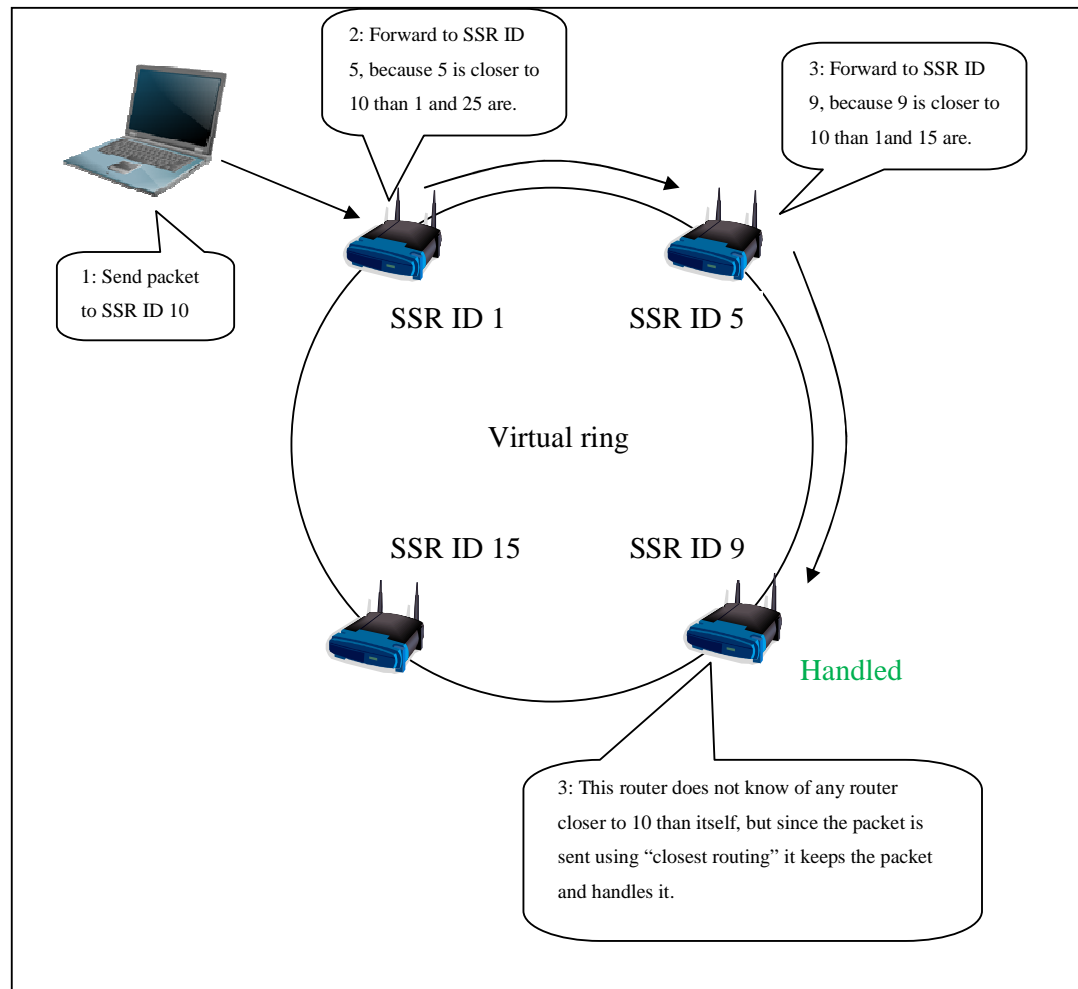 2: Forward to SSR ID
5, because 5 is closer to
10 than 1 and 25 are.
3: Forward to SSR ID
9, because 9 is closer to
10 than 1and 15 are.
1: Send packet
to SSR ID 10
SSR ID 1
SSR ID 5
Virtual ring
SSR ID 15
SSR ID 9
Handled
3: This router does not know of any router
closer to 10 than itself, but since the packet is
sent using “closest routing” it keeps the packet
and handles it.